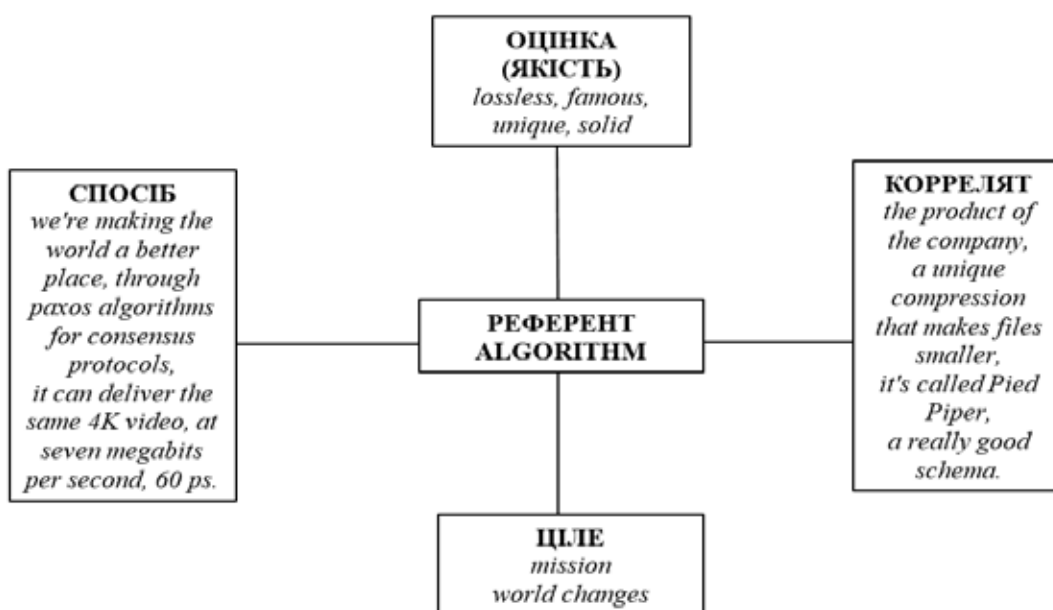 ОЦІНКА
(ЯКІСТЬ)
lossless, famous,
unique, solid
СПОСІБ
we're making the
world a better
place, through
paxos algorithms
for consensus
protocols,
it can deliver the
same 4K video, at
seven megabits
per second, 60 ps.
РЕФЕРЕНТ
ALGORITHM
КОРРЕЛЯТ
the product of
the company,
a unique
compression
that makes files
smaller,
it's called Pied
Piper,
a really good
schema.
ЦІЛЕ
mission
world changes